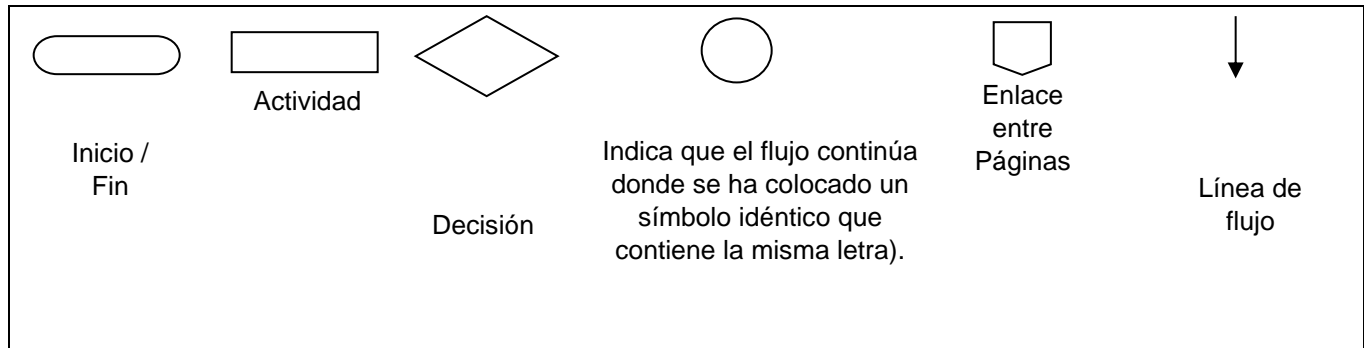 Inicio /
Fin
Actividad
Decisión
Indica que el flujo continúa
donde se ha colocado un
símbolo idéntico que
contiene la misma letra).
Enlace
entre
Páginas
Línea de
flujo